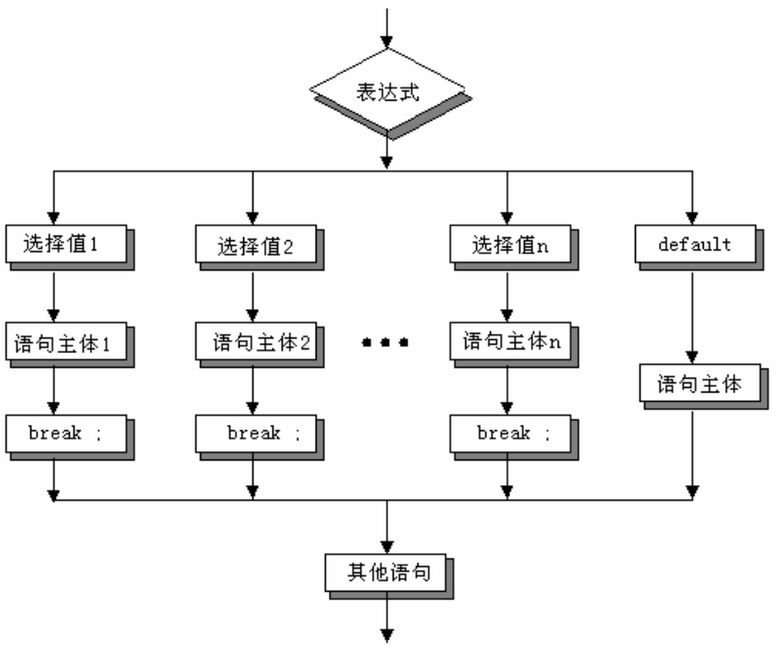 表达式
选择值1
选择值2
选择值n
default
语句主体1
语句主体2
语句主体n
语句主体
break ;
break ;
break ;
其他语句